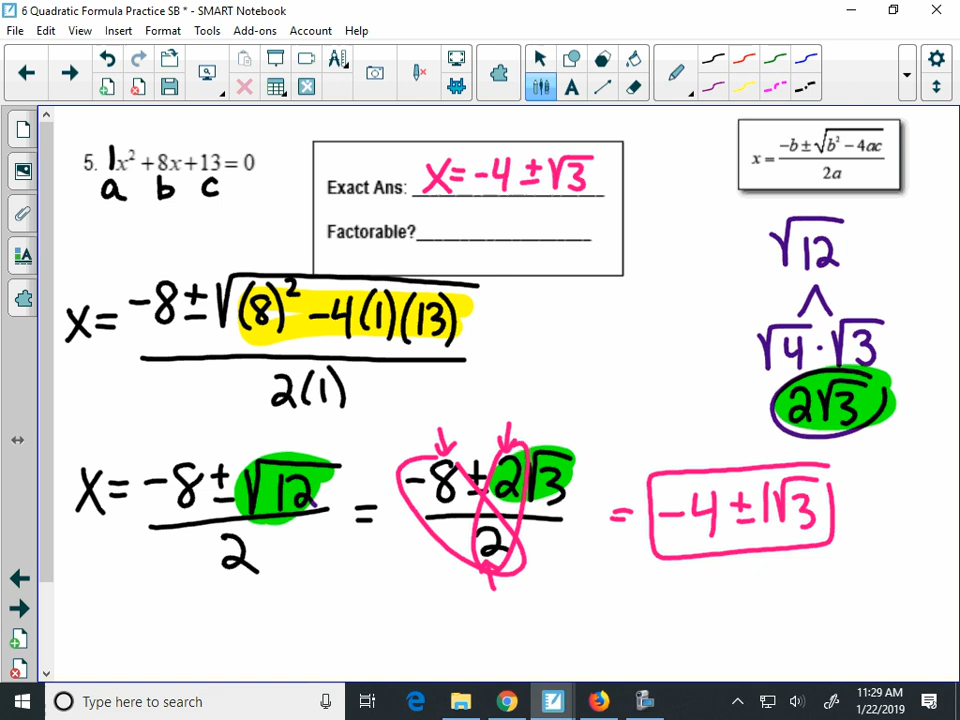 6 Quadratic Formula Practice SB * - SMART Notebook
File Edit View Insert Format Tools Add-ons Account Help
5. 1x² +8x+13= 0
a b c
Exact Ans: x= -4 ±√3
Factorable?
x = (-b±√(b² – 4ac))/(2a)
√12
√4 · √3
2√3
x= (-8 ±√((8)² -4(1)(13)))/(2(1))
x= (-8 ± √12)/2 = (-8 ± 2√3)/2 = -4 ± 1√3
Type here to search
11:29 AM
1/22/2019